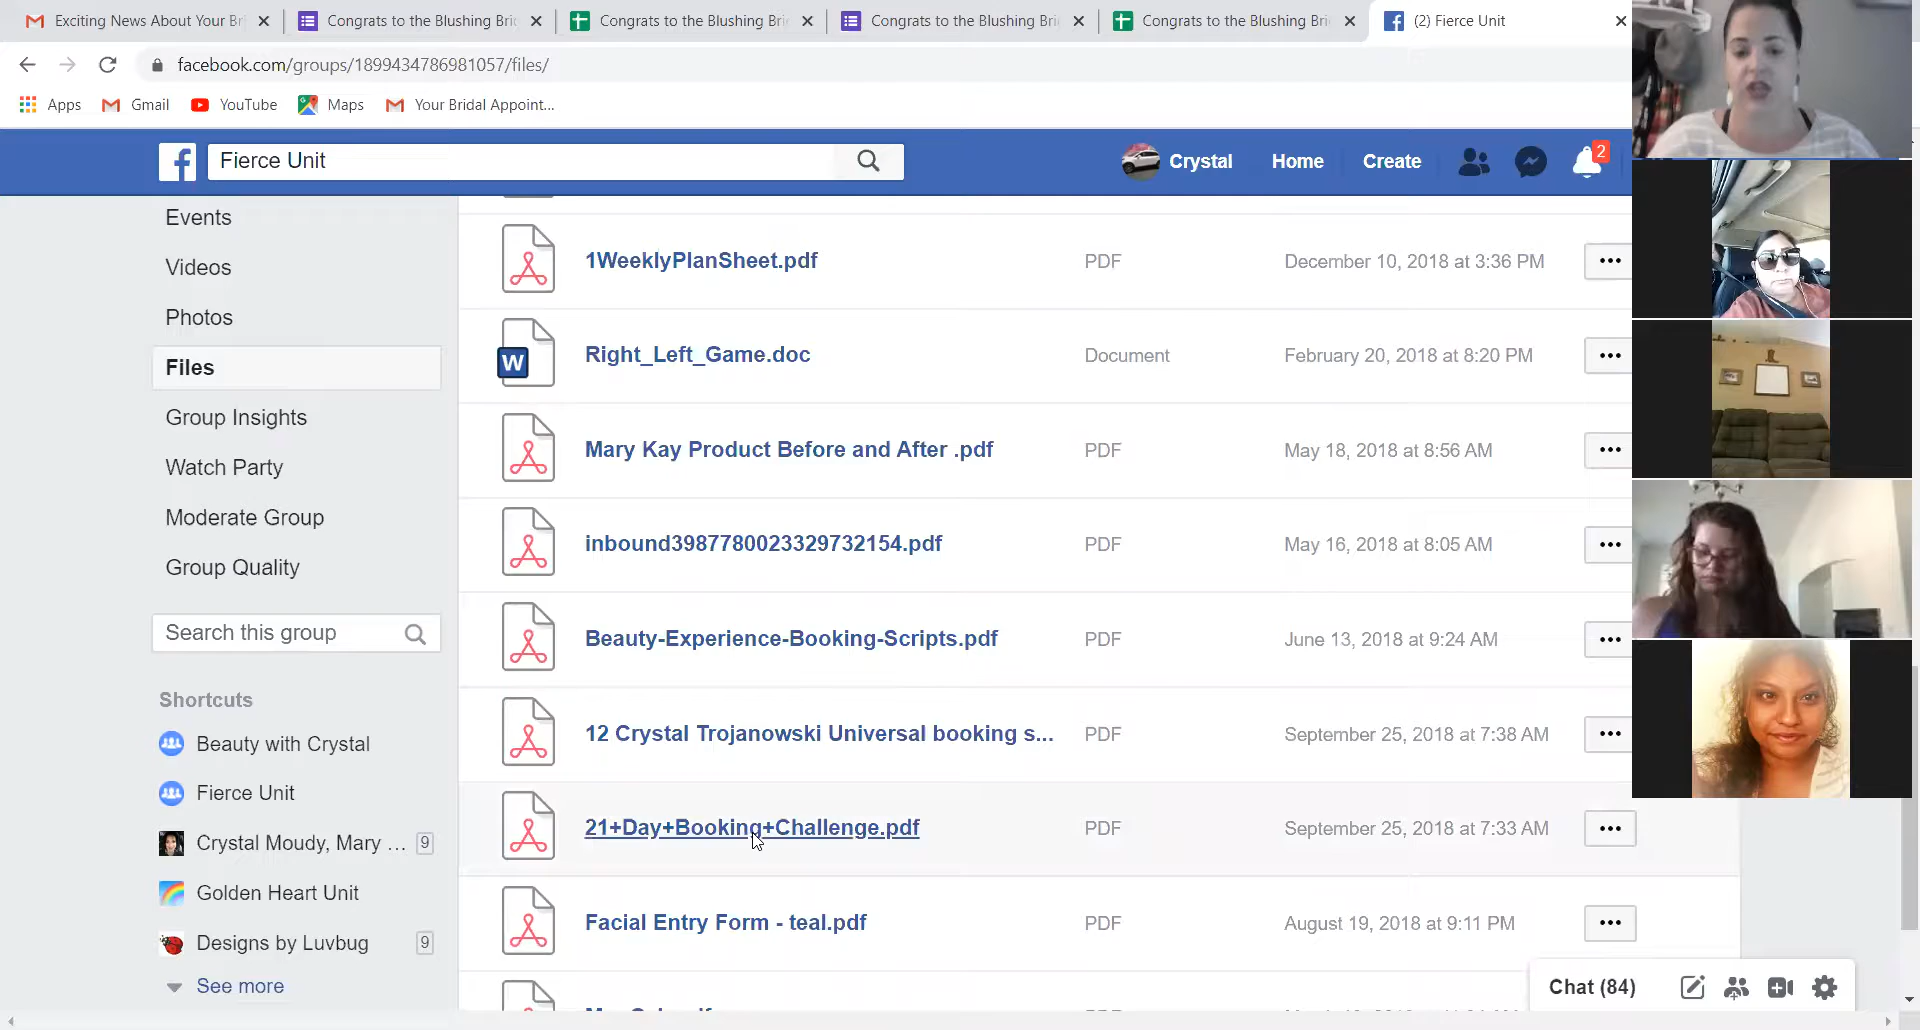 Exciting News About Your Br
Congrats to the Blushing Bri
Congrats to the Blushing Bri
Congrats to the Blushing Bri
Congrats to the Blushing Bri
(2) Fierce Unit
facebook.com/groups/1899434786981057/files/
Apps
Gmail
YouTube
Maps
Your Bridal Appoint...
Fierce Unit
Crystal
Home
Create
2
Events
Videos
Photos
Files
Group Insights
Watch Party
Moderate Group
Group Quality
Search this group
Shortcuts
Beauty with Crystal
Fierce Unit
Crystal Moudy, Mary ... 9
Golden Heart Unit
Designs by Luvbug 9
See more
1WeeklyPlanSheet.pdf PDF December 10, 2018 at 3:36 PM
W Right_Left_Game.doc Document February 20, 2018 at 8:20 PM
Mary Kay Product Before and After .pdf PDF May 18, 2018 at 8:56 AM
inbound3987780023329732154.pdf PDF May 16, 2018 at 8:05 AM
Beauty-Experience-Booking-Scripts.pdf PDF June 13, 2018 at 9:24 AM
12 Crystal Trojanowski Universal booking s... PDF September 25, 2018 at 7:38 AM
21+Day+Booking+Challenge.pdf PDF September 25, 2018 at 7:33 AM
Facial Entry Form - teal.pdf PDF August 19, 2018 at 9:11 PM
Chat (84)